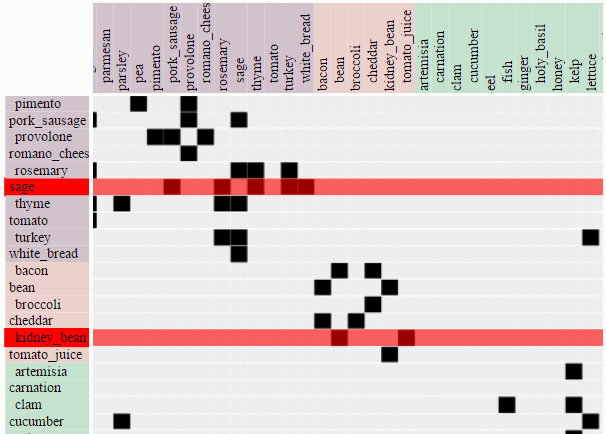 parmesan
parsley
pea
pimento
pork_sausage
provolone
romano_chees
rosemary
sage
thyme
tomato
turkey
white_bread
bacon
bean
broccoli
cheddar
kidney_bean
tomato_juice
artemisia
carnation
clam
cucumber
eel
fish
ginger
holy_basil
honey
kelp
lettuce
pimento
pork_sausage
provolone
romano_chees
rosemary
sage
thyme
tomato
turkey
white_bread
bacon
bean
broccoli
cheddar
kidney_bean
tomato_juice
artemisia
carnation
clam
cucumber